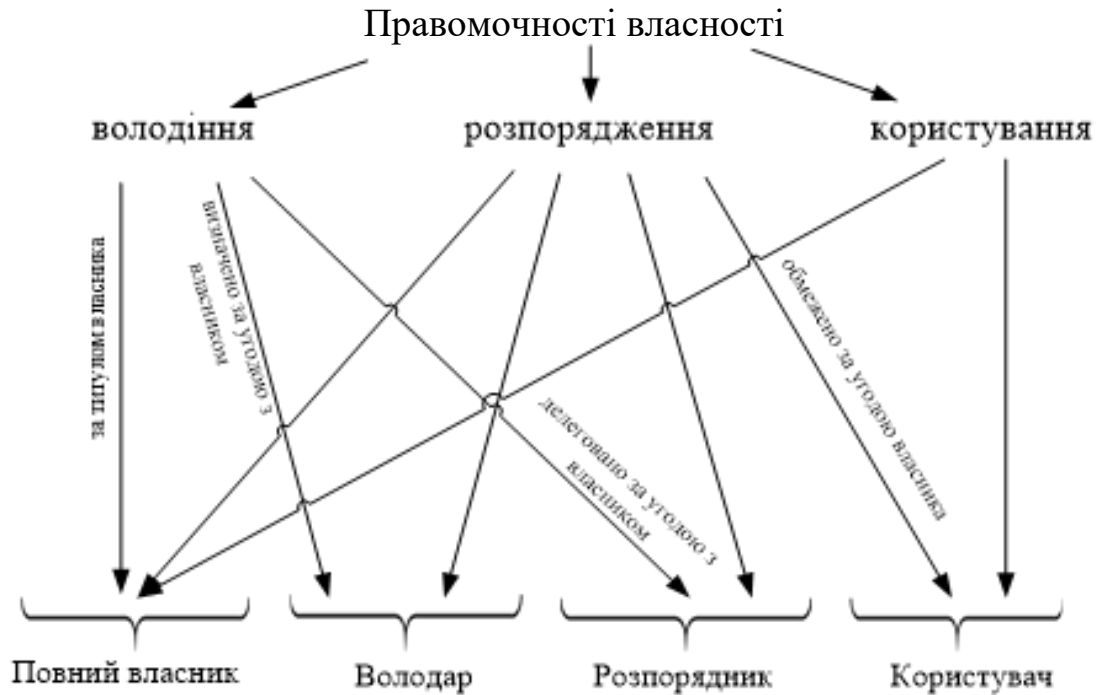 Правомочності власності
володіння
розпорядження
користування
за титулом власника
визначено за угодою з
власником
делеговано за угодою з
власником
обмежено за угодою власника
Повний власник
Володар
Розпорядник
Користувач